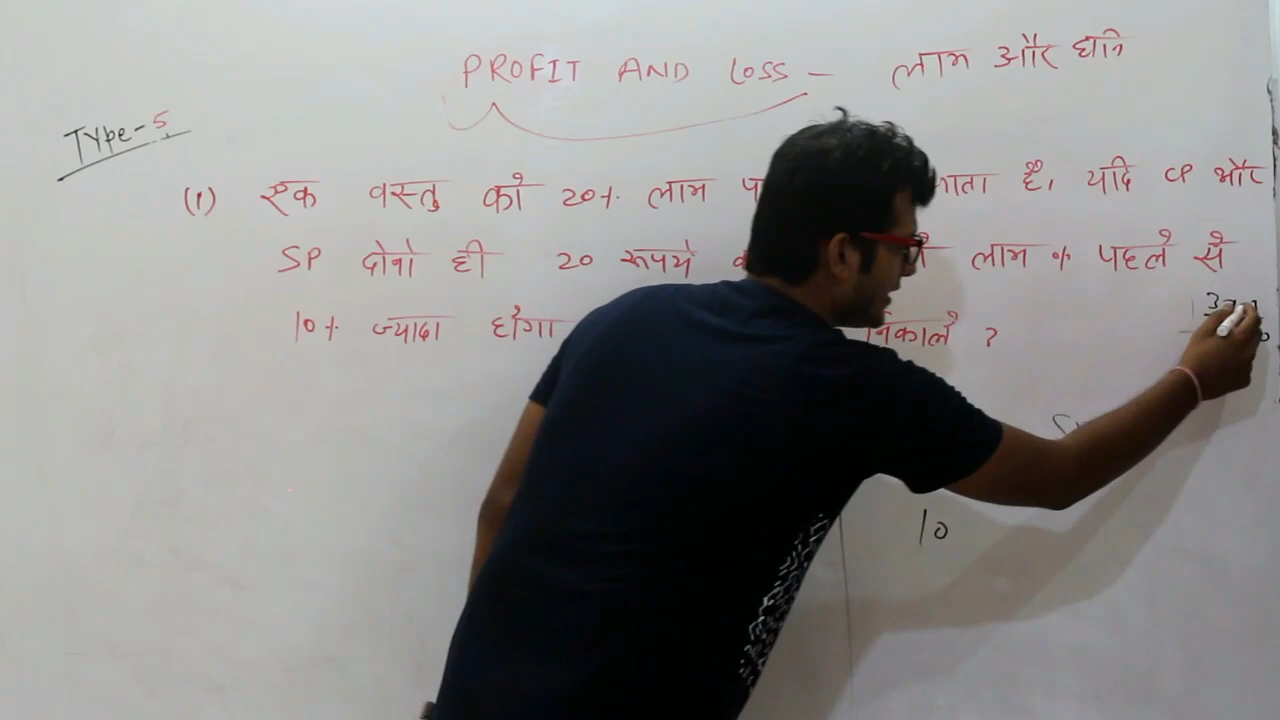 PROFIT AND LOSS - लाभ और हानि
Type-5
(1) एक वस्तु को 20% लाभ जाता है, यदि CP और
SP दोनो ही 20 रूपये लाभ % पहले से
10% ज्यादा होगा निकाले ?
10